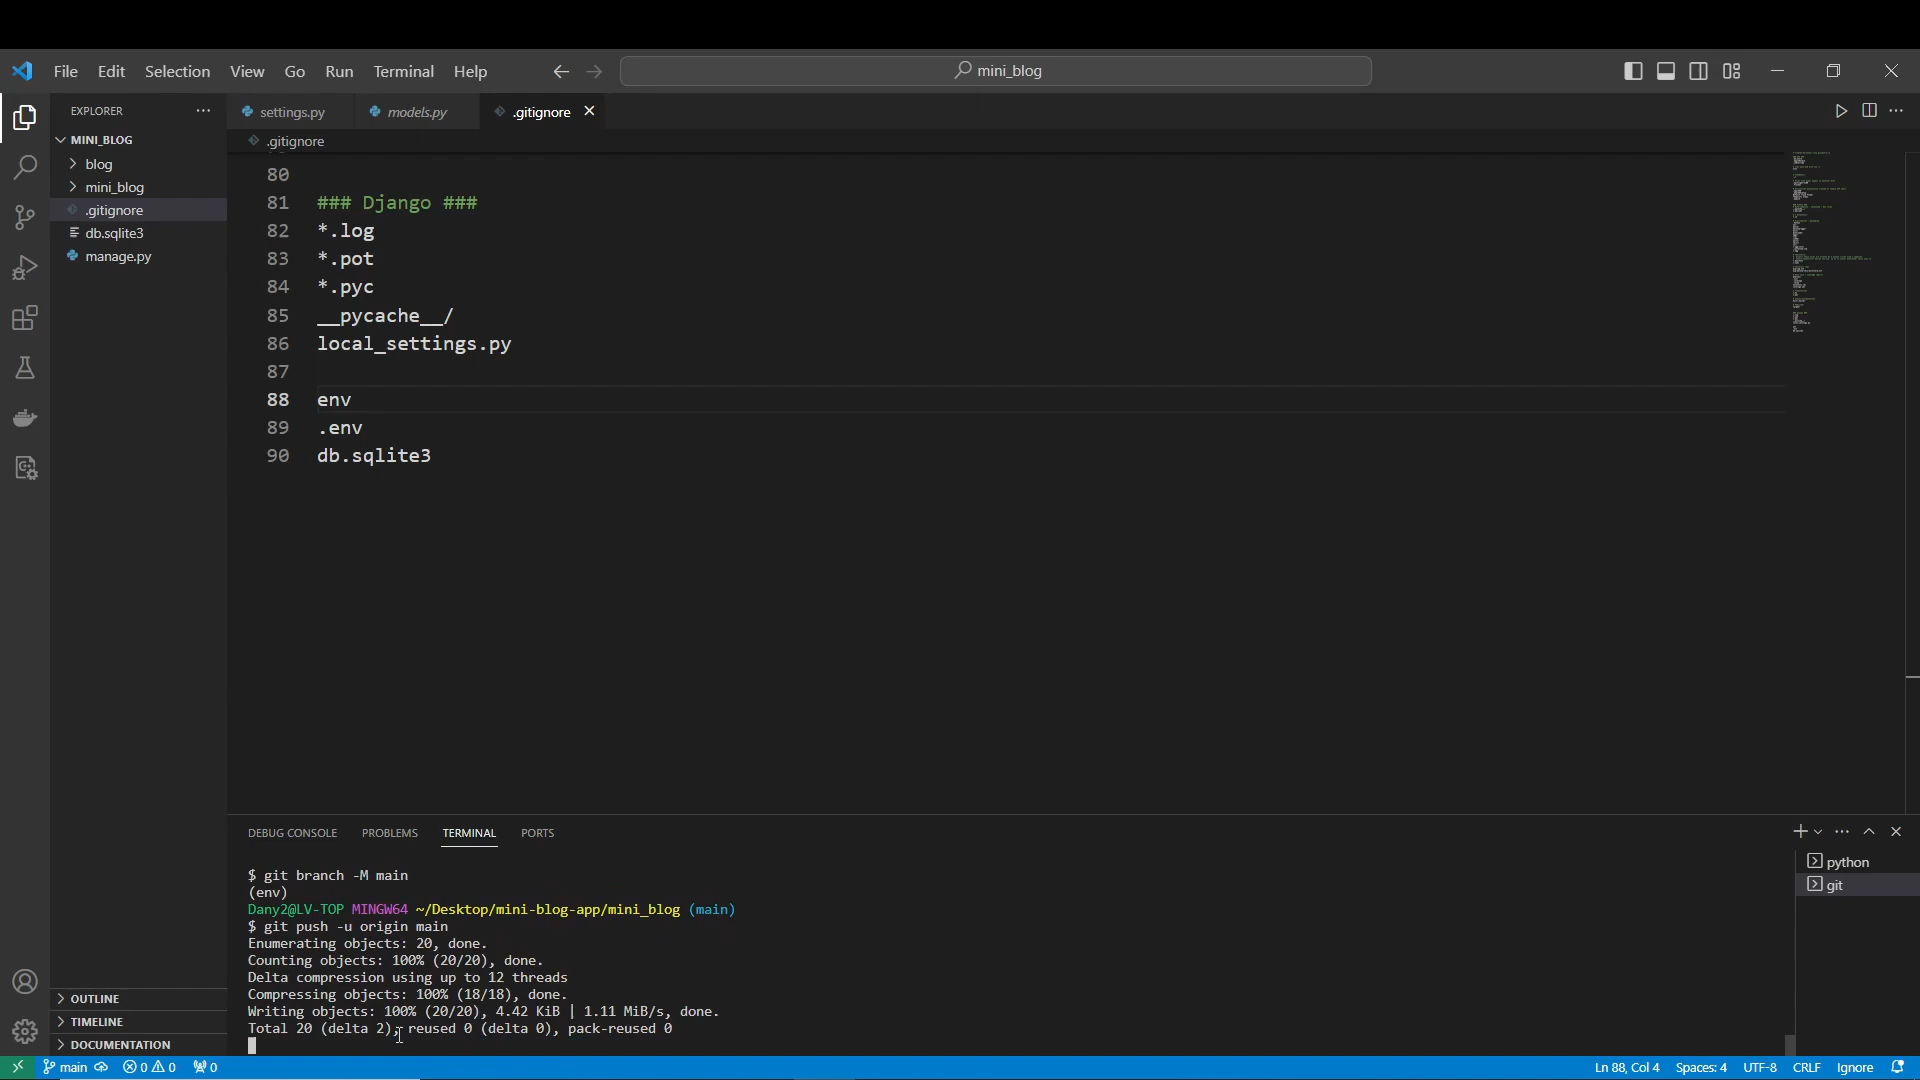 File Edit Selection View Go Run Terminal Help
mini_blog
EXPLORER
settings.py
models.py
.gitignore
MINI_BLOG
.gitignore
blog
mini_blog
.gitignore
db.sqlite3
manage.py
80
81 ### Django ###
82 *.log
83 *.pot
84 *.pyc
85 __pycache__/
86 local_settings.py
87
88 env
89 .env
90 db.sqlite3
DEBUG CONSOLE PROBLEMS TERMINAL PORTS
python
git
$ git branch -M main
(env)
Dany2@LV-TOP MINGW64 ~/Desktop/mini-blog-app/mini_blog (main)
$ git push -u origin main
Enumerating objects: 20, done.
Counting objects: 100% (20/20), done.
Delta compression using up to 12 threads
Compressing objects: 100% (18/18), done.
Writing objects: 100% (20/20), 4.42 KiB | 1.11 MiB/s, done.
Total 20 (delta 2), reused 0 (delta 0), pack-reused 0
OUTLINE
TIMELINE
DOCUMENTATION
main 0 0 0
Ln 88, Col 4 Spaces: 4 UTF-8 CRLF Ignore